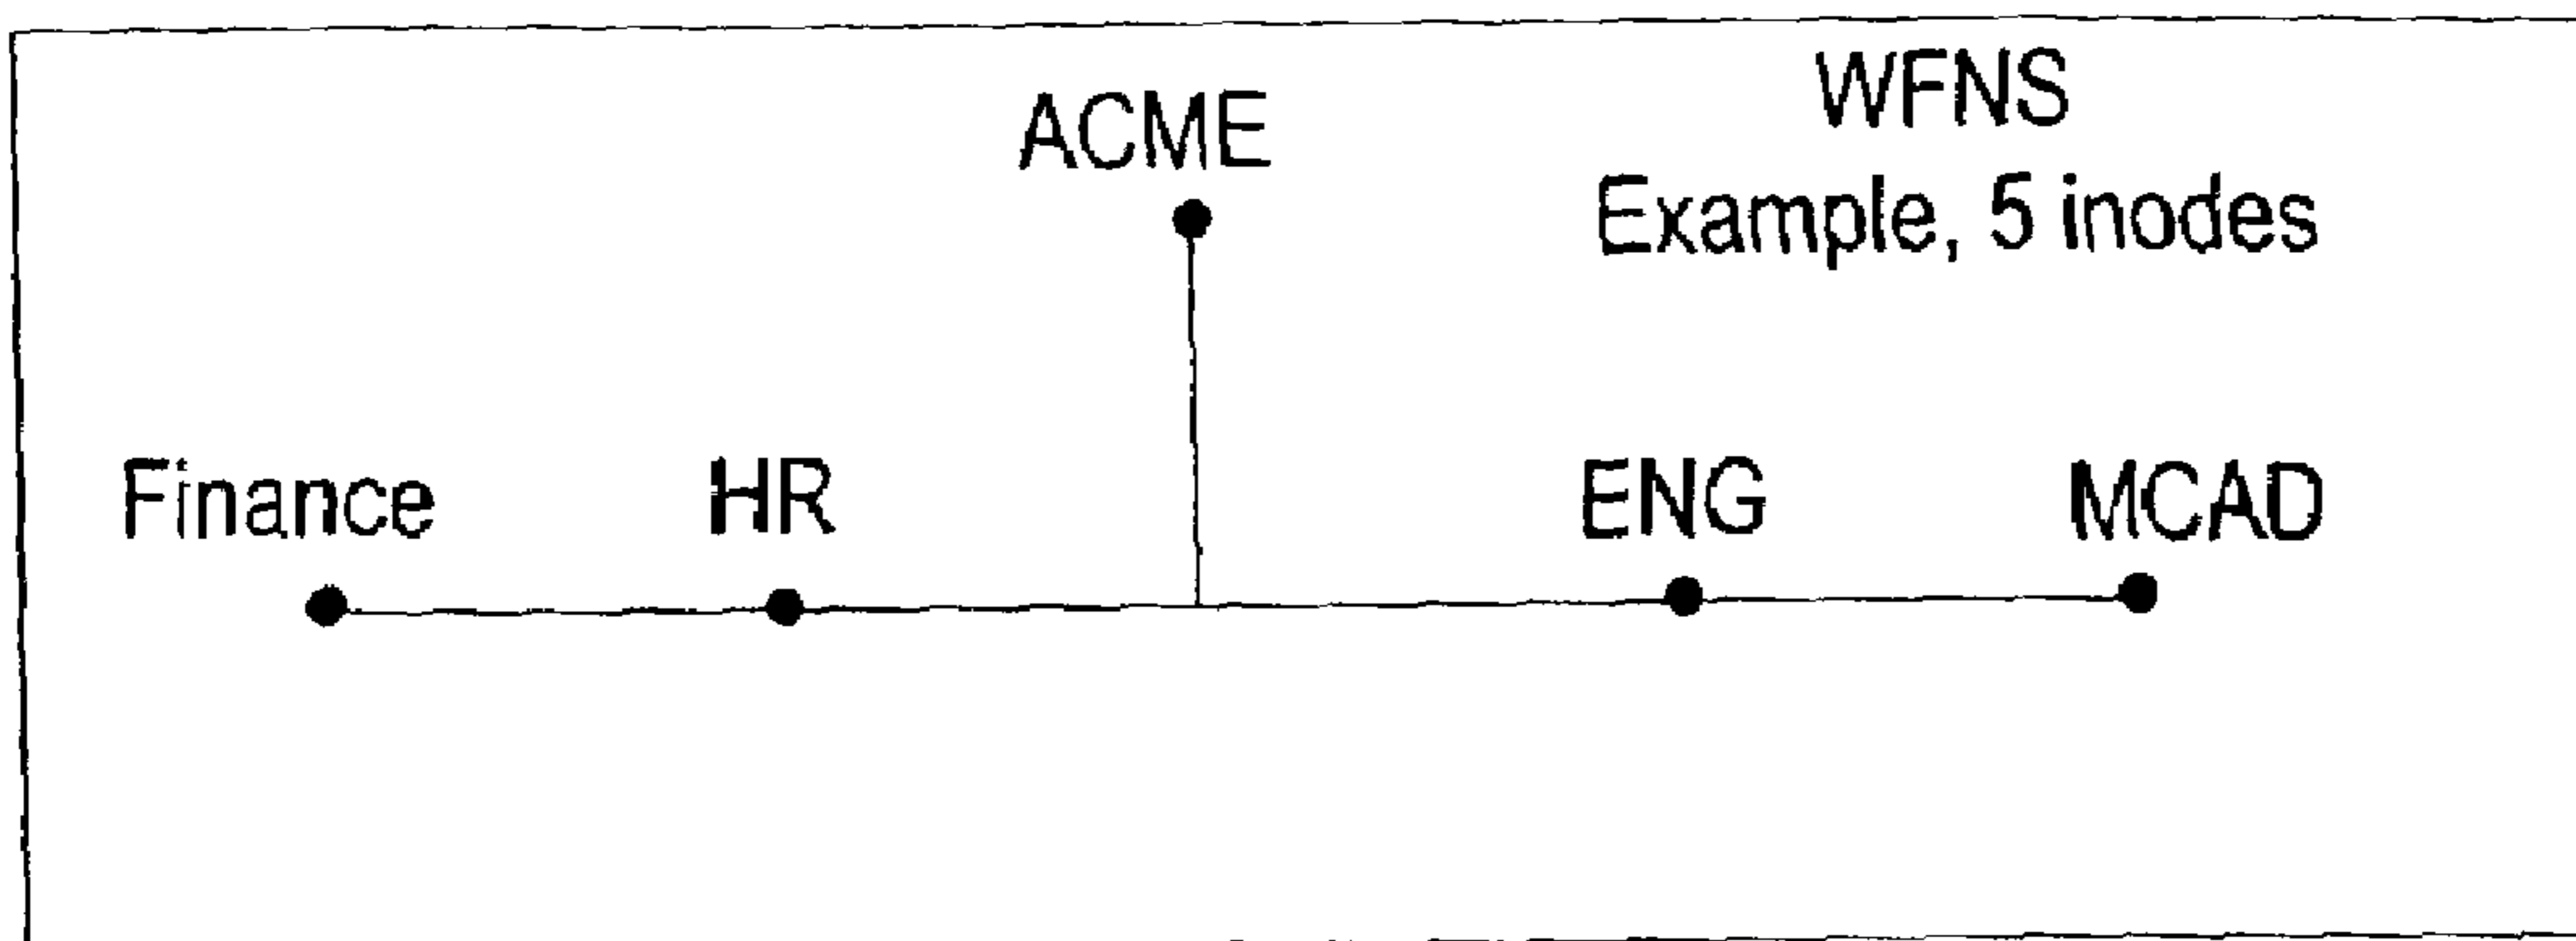 ACME
WFNS
Example, 5 inodes
Finance
HR
ENG
MCAD